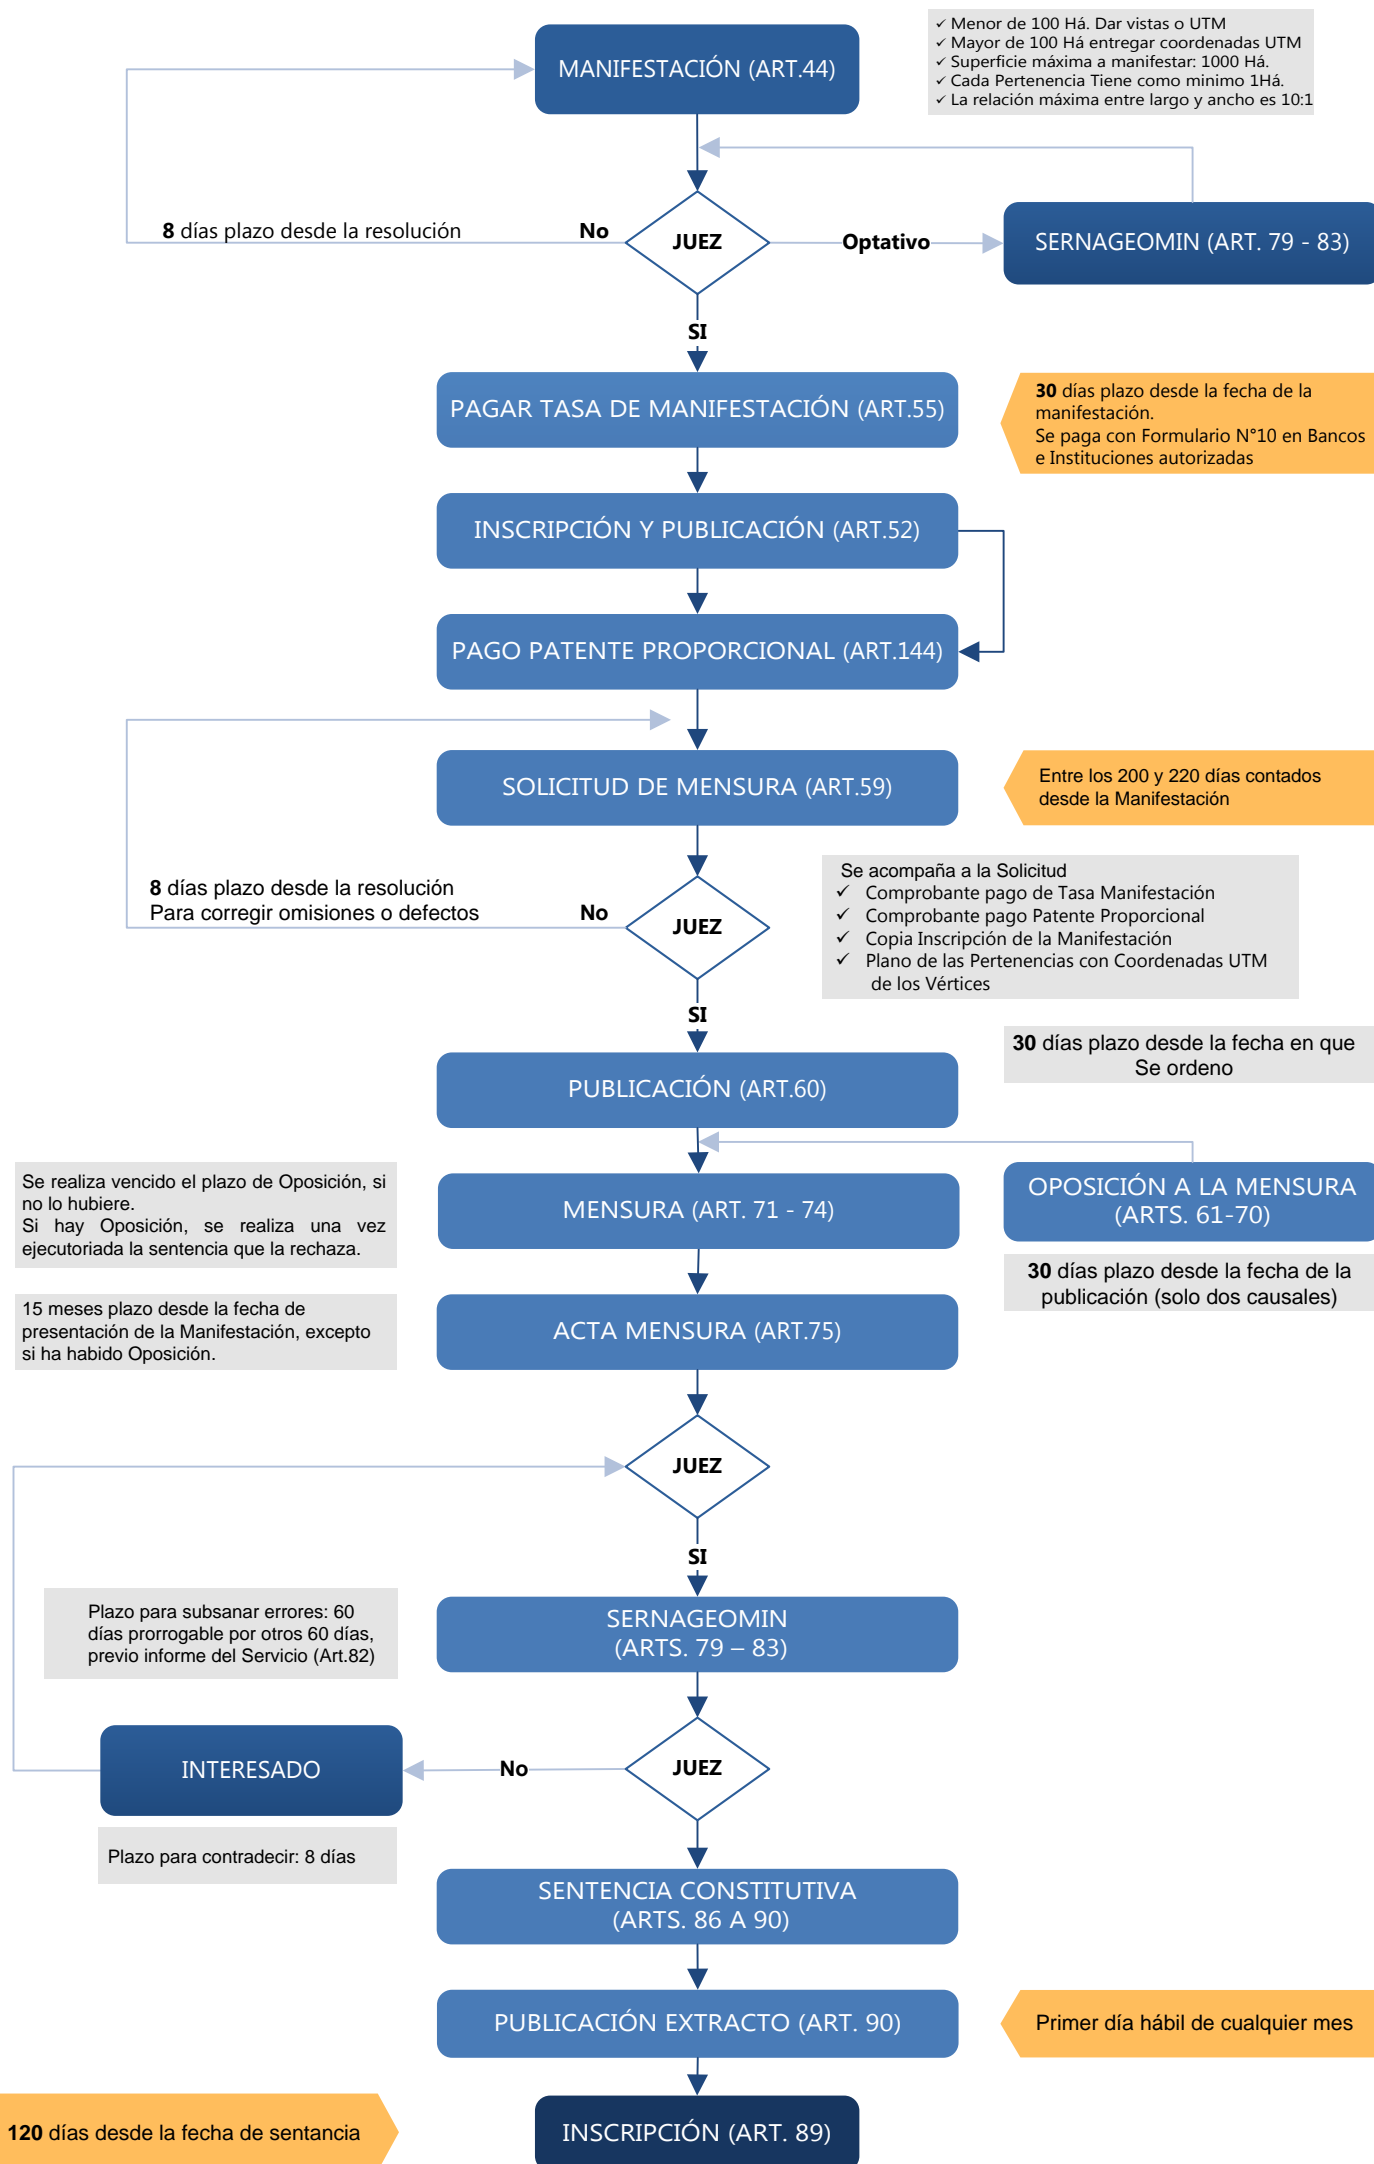 ✓ Menor de 100 Há. Dar vistas o UTM
✓ Mayor de 100 Há entregar coordenadas UTM
✓ Superficie máxima a manifestar: 1000 Há.
✓ Cada Pertenencia Tiene como minimo 1Há.
✓ La relación máxima entre largo y ancho es 10:1
MANIFESTACIÓN (ART.44)
8 días plazo desde la resolución
No
JUEZ
Optativo
SERNAGEOMIN (ART. 79 - 83)
SI
PAGAR TASA DE MANIFESTACIÓN (ART.55)
30 días plazo desde la fecha de la
manifestación.
Se paga con Formulario N°10 en Bancos
e Instituciones autorizadas
INSCRIPCIÓN Y PUBLICACIÓN (ART.52)
PAGO PATENTE PROPORCIONAL (ART.144)
SOLICITUD DE MENSURA (ART.59)
Entre los 200 y 220 días contados
desde la Manifestación
8 días plazo desde la resolución
Para corregir omisiones o defectos
No
JUEZ
Se acompaña a la Solicitud
✓ Comprobante pago de Tasa Manifestación
✓ Comprobante pago Patente Proporcional
✓ Copia Inscripción de la Manifestación
✓ Plano de las Pertenencias con Coordenadas UTM
de los Vértices
SI
30 días plazo desde la fecha en que
Se ordeno
PUBLICACIÓN (ART.60)
Se realiza vencido el plazo de Oposición, si
no lo hubiere.
Si hay Oposición, se realiza una vez
ejecutoriada la sentencia que la rechaza.
MENSURA (ART. 71 - 74)
OPOSICIÓN A LA MENSURA
(ARTS. 61-70)
30 días plazo desde la fecha de la
publicación (solo dos causales)
15 meses plazo desde la fecha de
presentación de la Manifestación, excepto
si ha habido Oposición.
ACTA MENSURA (ART.75)
JUEZ
SI
Plazo para subsanar errores: 60
días prorrogable por otros 60 días,
previo informe del Servicio (Art.82)
SERNAGEOMIN
(ARTS. 79 – 83)
INTERESADO
No
JUEZ
Plazo para contradecir: 8 días
SENTENCIA CONSTITUTIVA
(ARTS. 86 A 90)
PUBLICACIÓN EXTRACTO (ART. 90)
Primer día hábil de cualquier mes
120 días desde la fecha de sentancia
INSCRIPCIÓN (ART. 89)